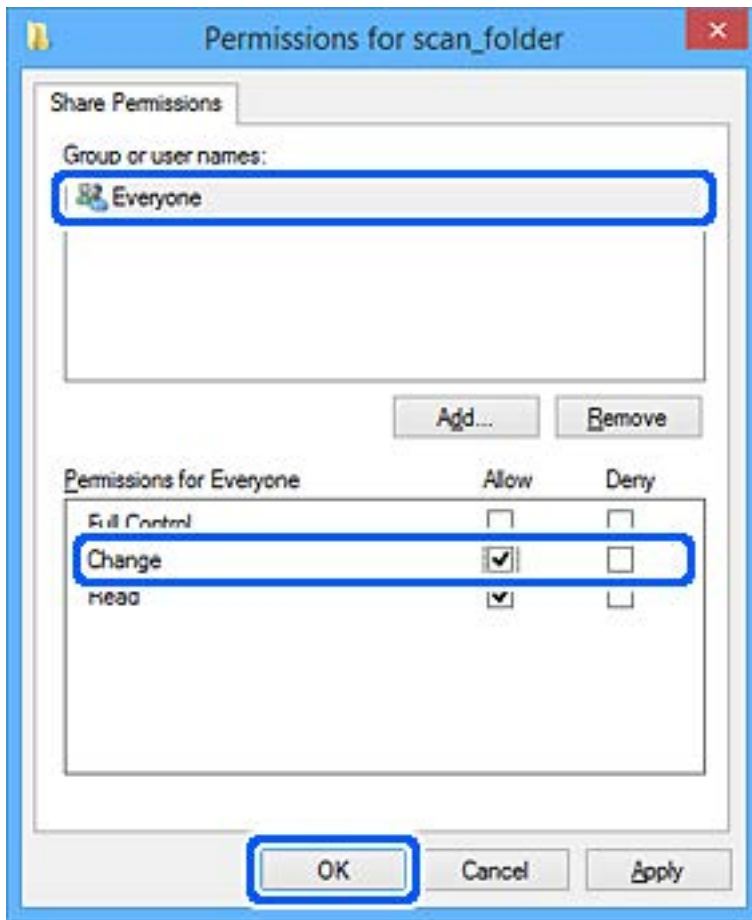 Permissions for scan_folder
Share Permissions
Group or user names:
Everyone
Add... Remove
Permissions for Everyone Allow Deny
Full Control
Change
Read
OK Cancel Apply